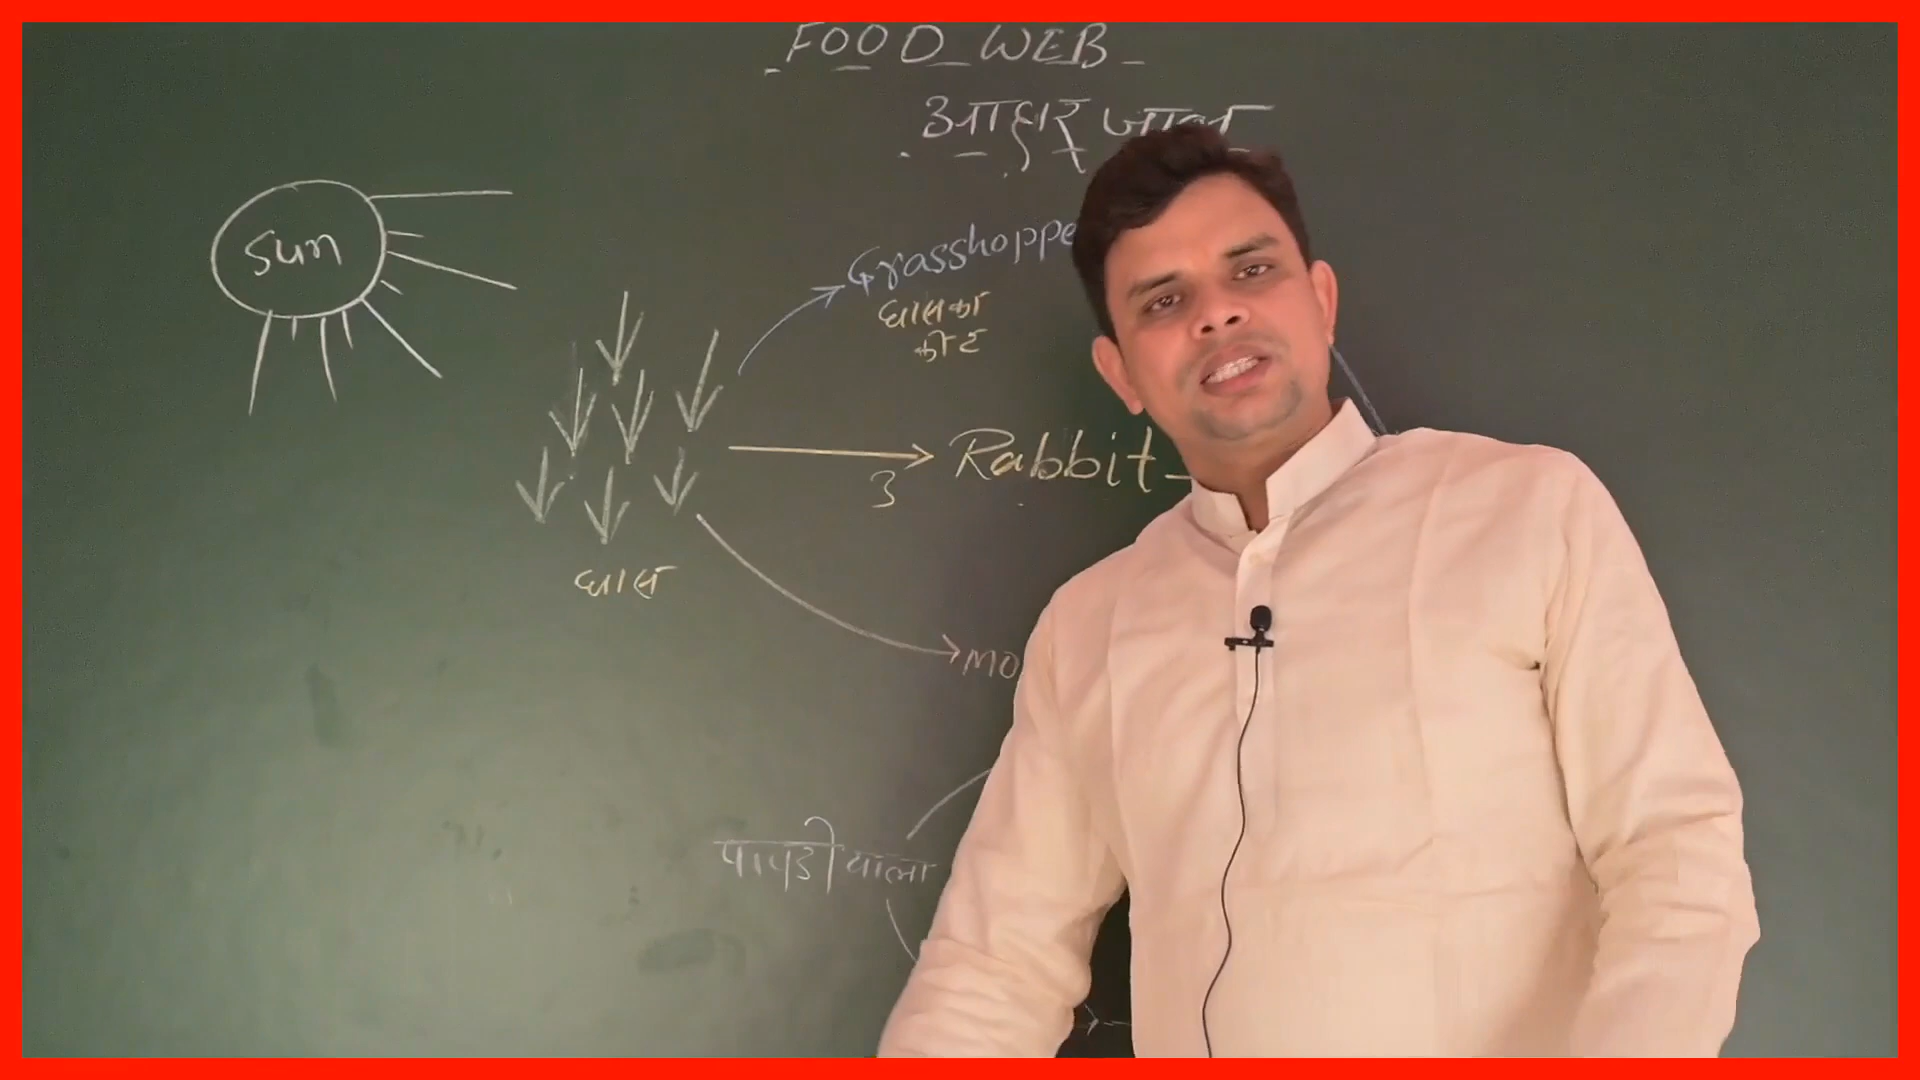 FOOD WEB
आहार जाल
Sun
Grasshoppe
घास का
कीट
Rabbit
3
घास
MO
पापडी वाला